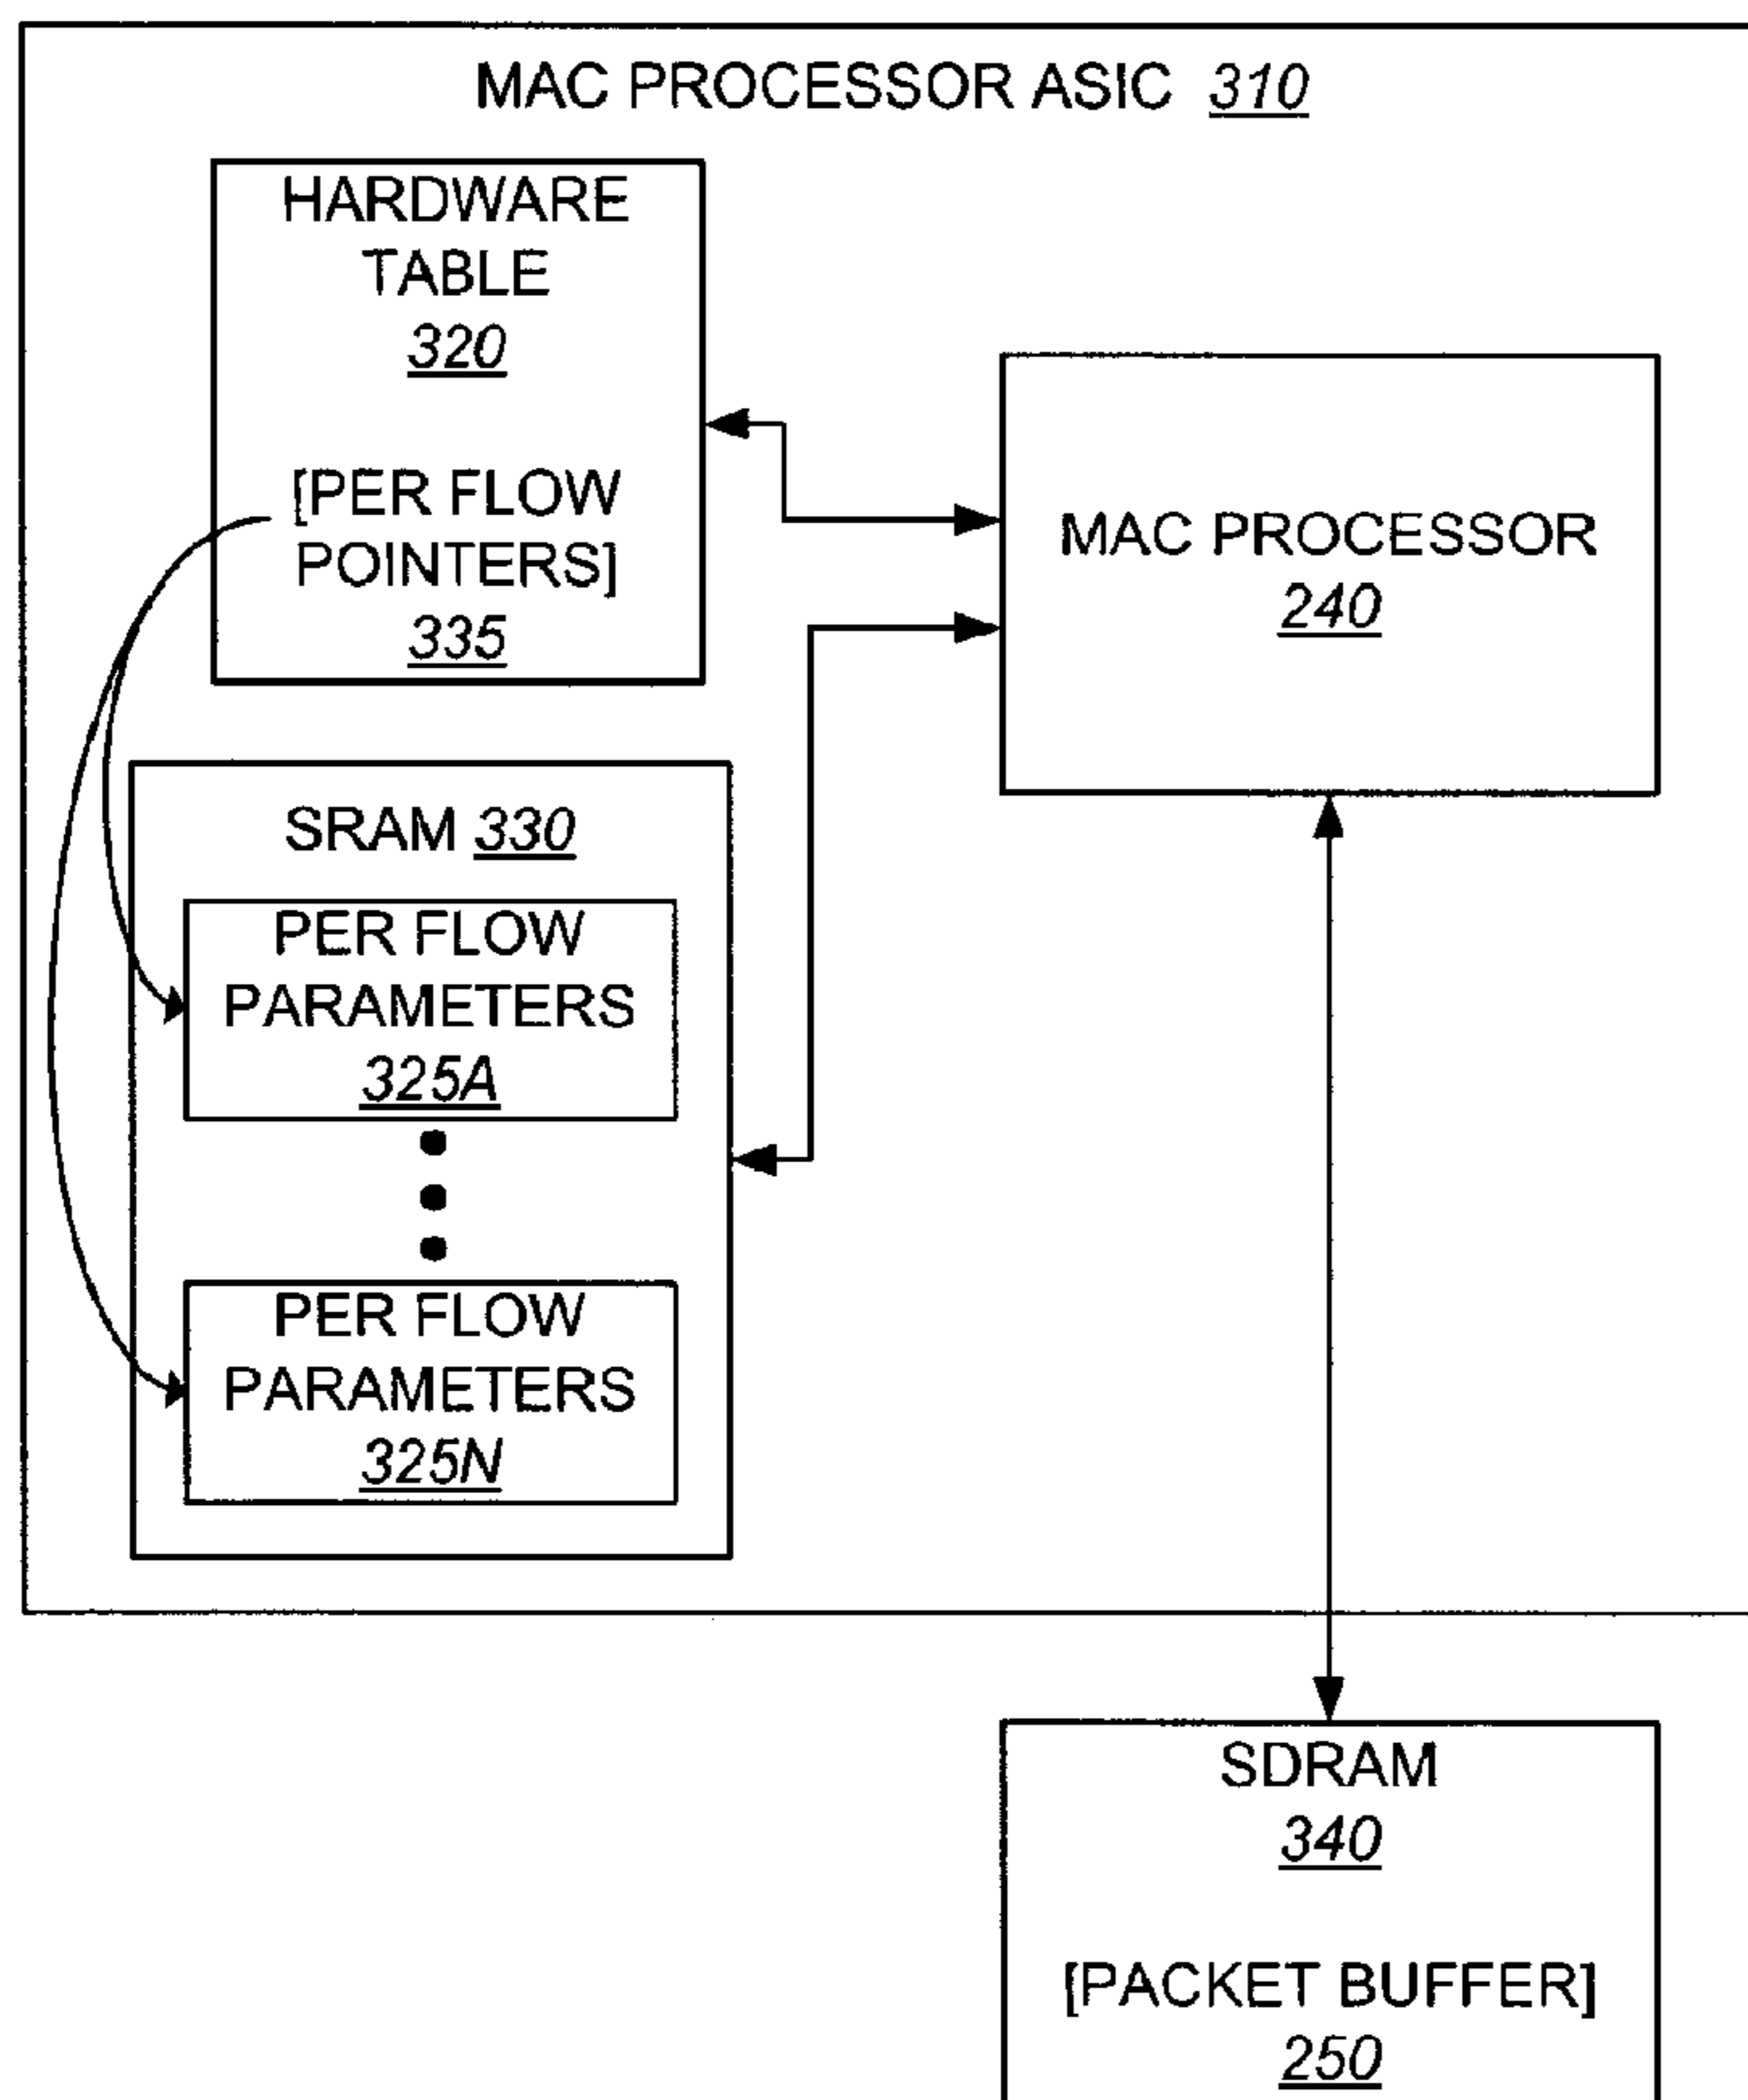 MAC PROCESSOR ASIC 310
HARDWARE
TABLE
320
[PER FLOW
POINTERS]
335
MAC PROCESSOR
240
SRAM 330
PER FLOW
PARAMETERS
325A
PER FLOW
PARAMETERS
325N
SDRAM
340
[PACKET BUFFER]
250